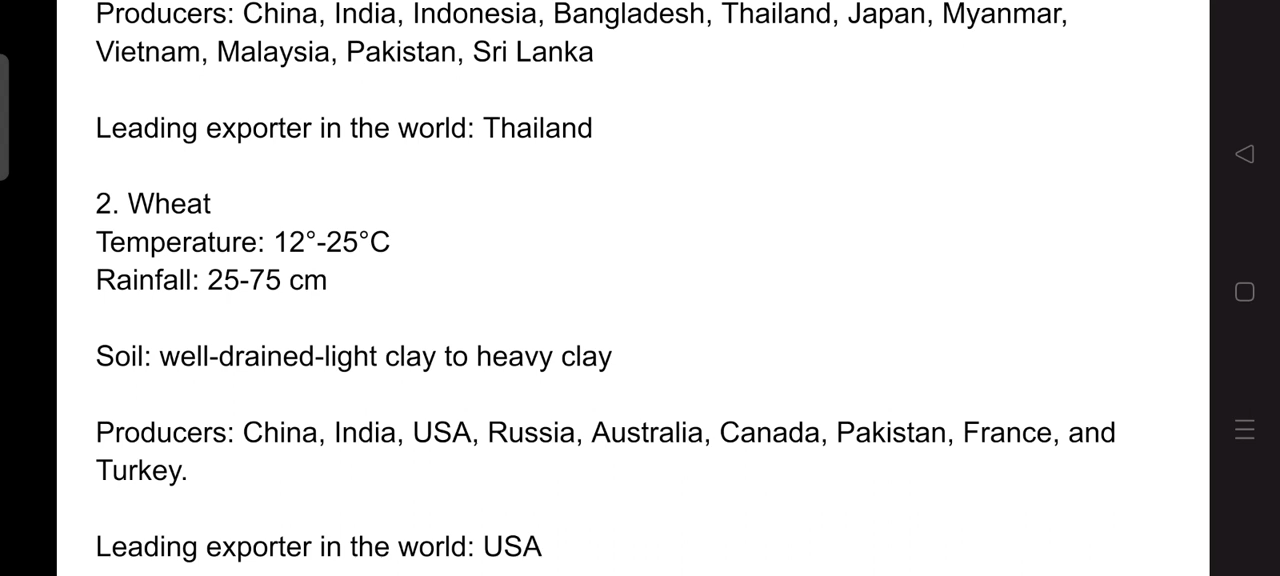 Producers: China, India, Indonesia, Bangladesh, Thailand, Japan, Myanmar,
Vietnam, Malaysia, Pakistan, Sri Lanka
Leading exporter in the world: Thailand
2. Wheat
Temperature: 12°-25°C
Rainfall: 25-75 cm
Soil: well-drained-light clay to heavy clay
Producers: China, India, USA, Russia, Australia, Canada, Pakistan, France, and
Turkey.
Leading exporter in the world: USA